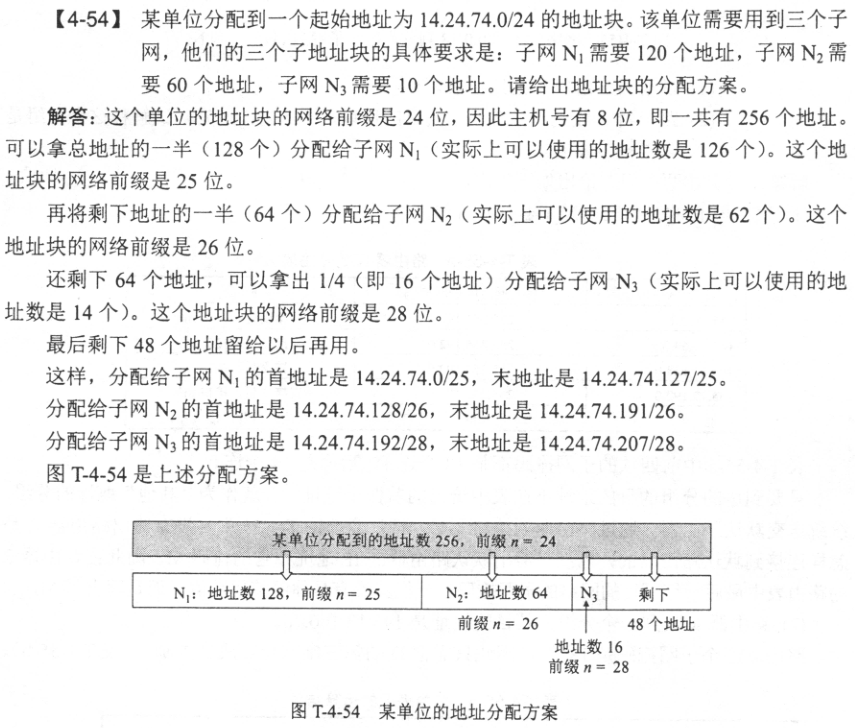 【4-54】 某单位分配到一个起始地址为 14.24.74.0/24 的地址块。该单位需要用到三个子
网，他们的三个子地址块的具体要求是：子网 N₁需要 120 个地址，子网 N₂需
要 60 个地址，子网 N₃需要 10 个地址。请给出地址块的分配方案。
解答：这个单位的地址块的网络前缀是 24 位，因此主机号有 8 位，即一共有 256 个地址。
可以拿总地址的一半（128 个）分配给子网 N₁（实际上可以使用的地址数是 126 个）。这个地
址块的网络前缀是 25 位。
再将剩下地址的一半（64 个）分配给子网 N₂（实际上可以使用的地址数是 62 个）。这个
地址块的网络前缀是 26 位。
还剩下 64 个地址，可以拿出 1/4（即 16 个地址）分配给子网 N₃（实际上可以使用的地
址数是 14 个）。这个地址块的网络前缀是 28 位。
最后剩下 48 个地址留给以后再用。
这样，分配给子网 N₁的首地址是 14.24.74.0/25，末地址是 14.24.74.127/25。
分配给子网 N₂的首地址是 14.24.74.128/26，末地址是 14.24.74.191/26。
分配给子网 N₃的首地址是 14.24.74.192/28，末地址是 14.24.74.207/28。
图 T-4-54 是上述分配方案。
某单位分配到的地址数 256，前缀 n = 24
N₁：地址数 128，前缀 n = 25
N₂：地址数 64
N₃
剩下
前缀 n = 26
48 个地址
地址数 16
前缀 n = 28
图 T-4-54 某单位的地址分配方案